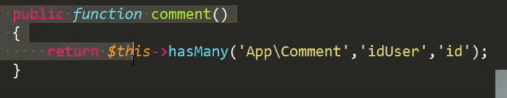 public function comment()
{
return $this->hasMany('App\Comment','idUser','id');
}